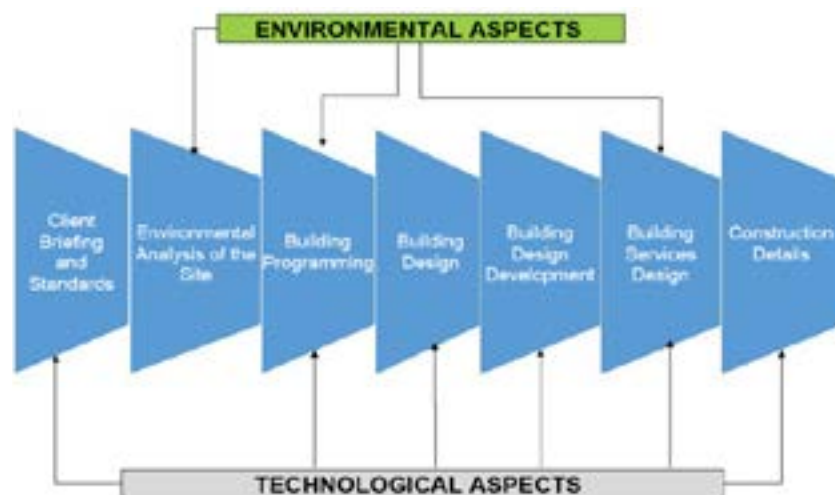 ENVIRONMENTAL ASPECTS
Client
Briefing
and
Standards
Environmental
Analysis of the
Site
Building
Programming
Building
Design
Building
Design
Development
Building
Services
Design
Construction
Details
TECHNOLOGICAL ASPECTS